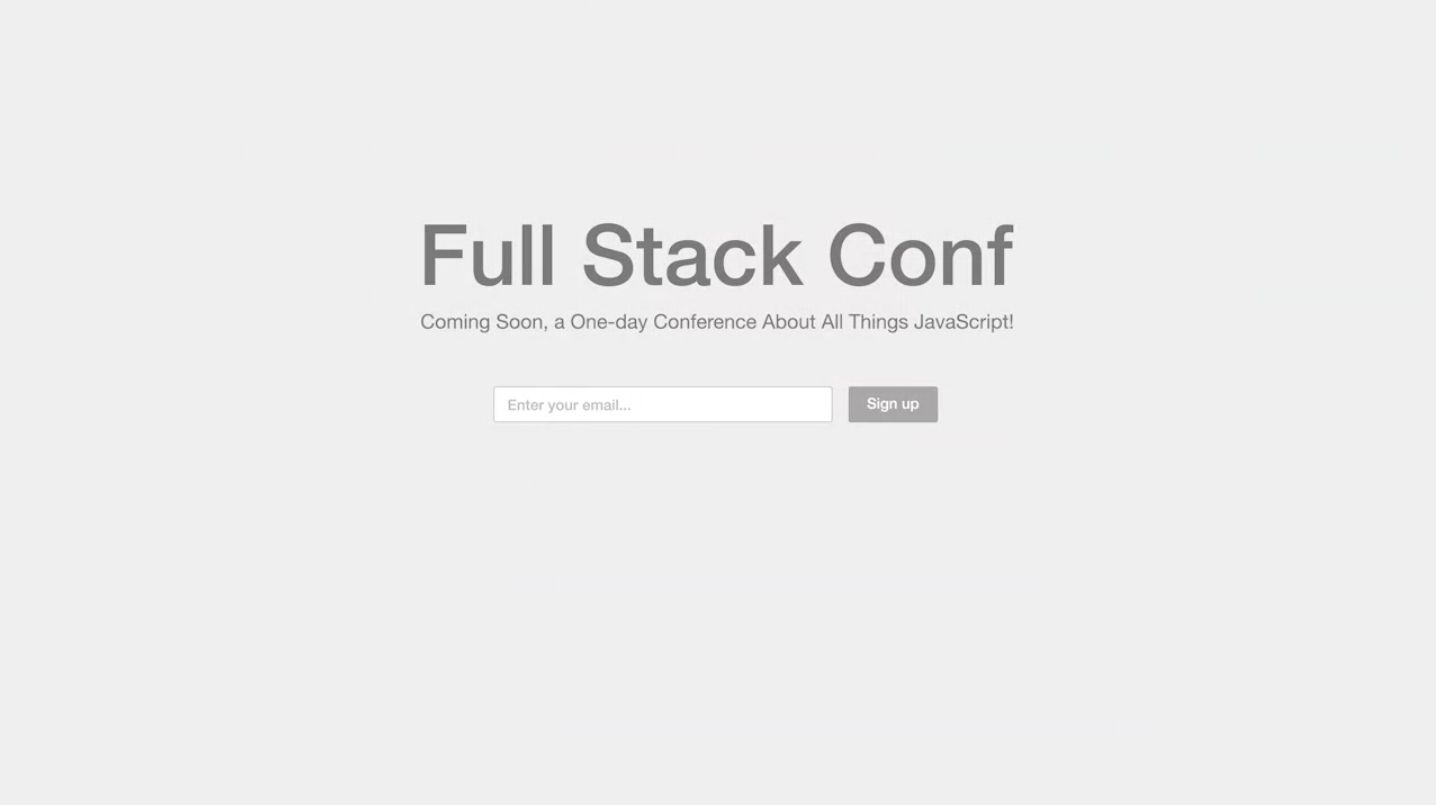 Full Stack Conf
Coming Soon, a One-day Conference About All Things JavaScript!
Enter your email... Sign up